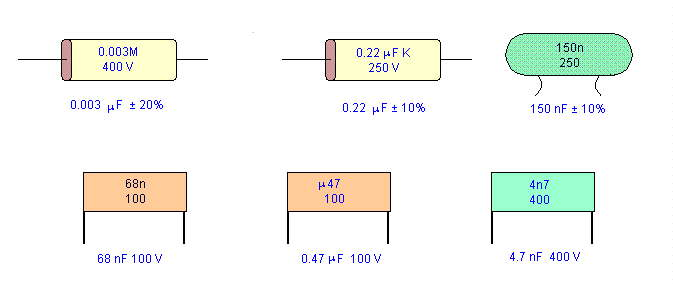 0.003M
400 V
0.22 µF K
250 V
150n
250
0.003 µF ± 20%
0.22 µF ± 10%
150 nF ± 10%
68n
100
µ47
100
4n7
400
68 nF 100 V
0.47 µF 100 V
4.7 nF 400 V